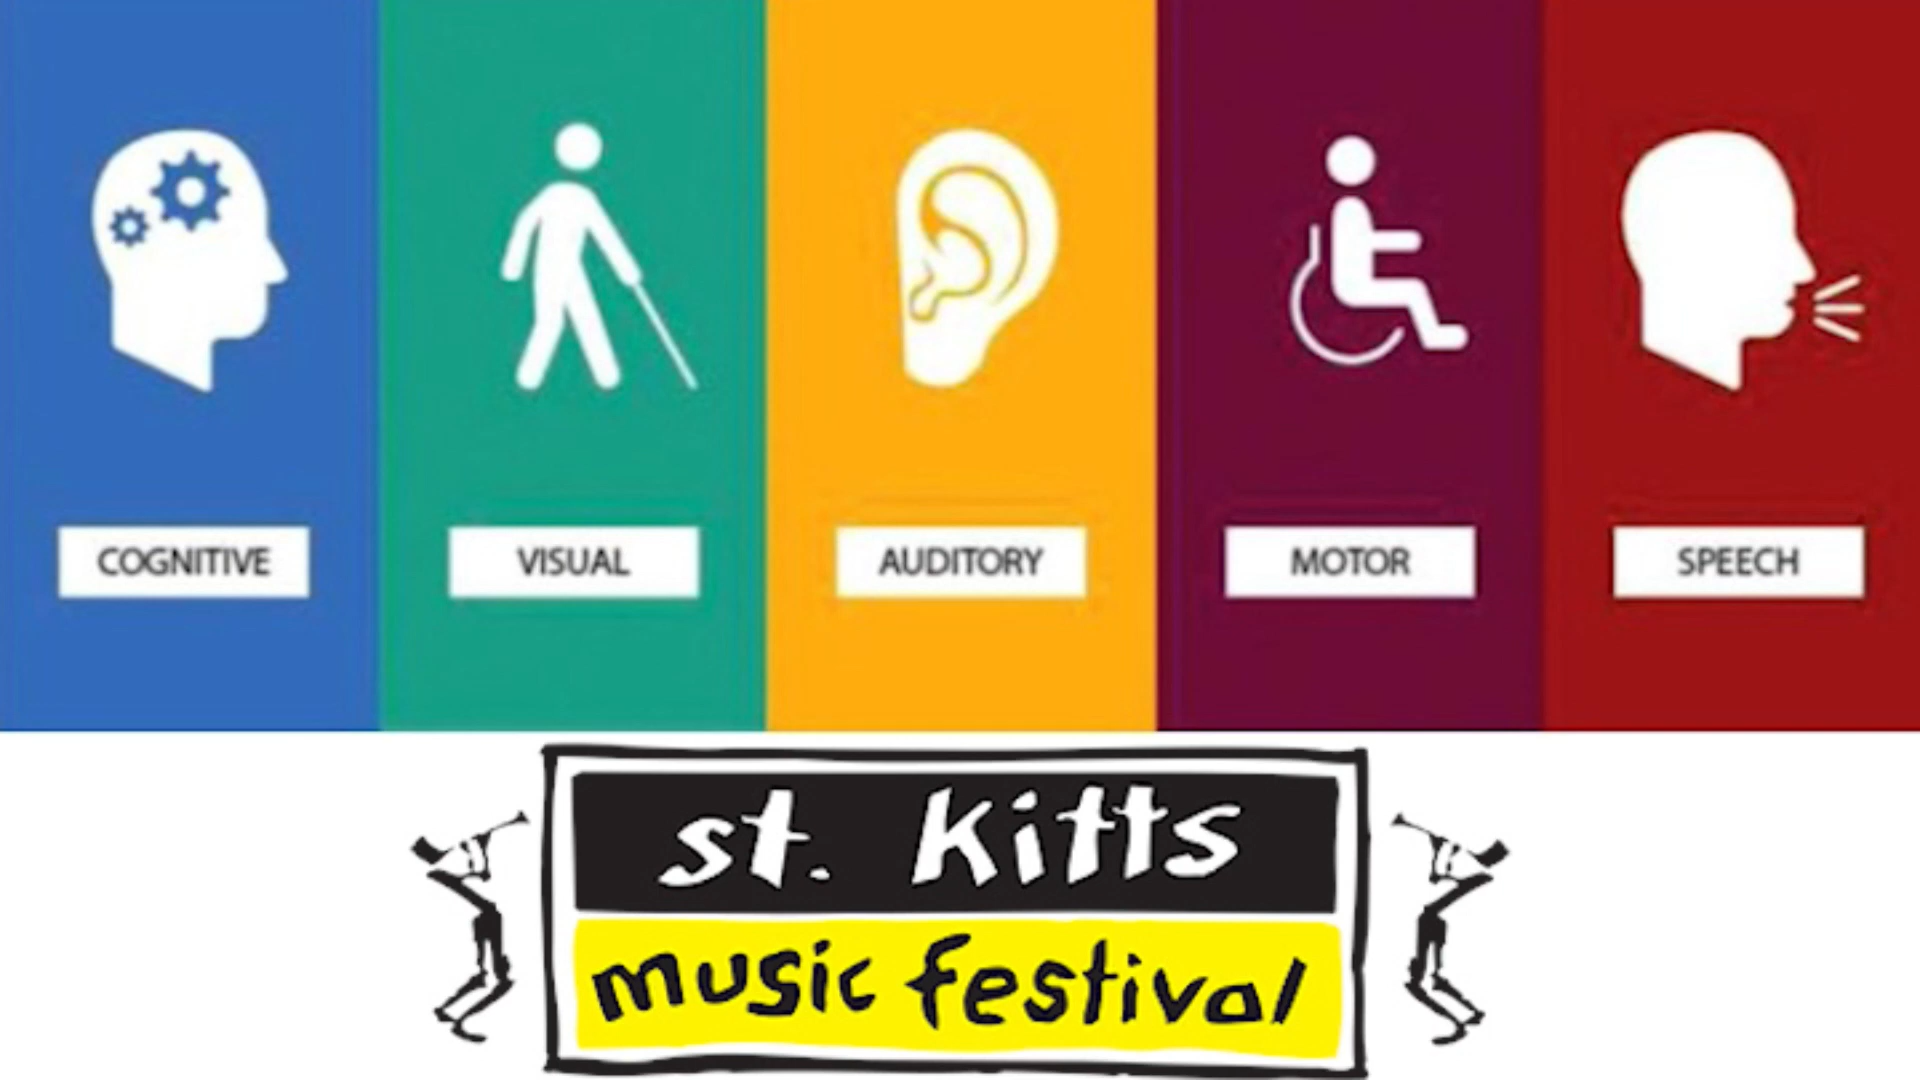 COGNITIVE
VISUAL
AUDITORY
MOTOR
SPEECH
st. Kitts
music festival